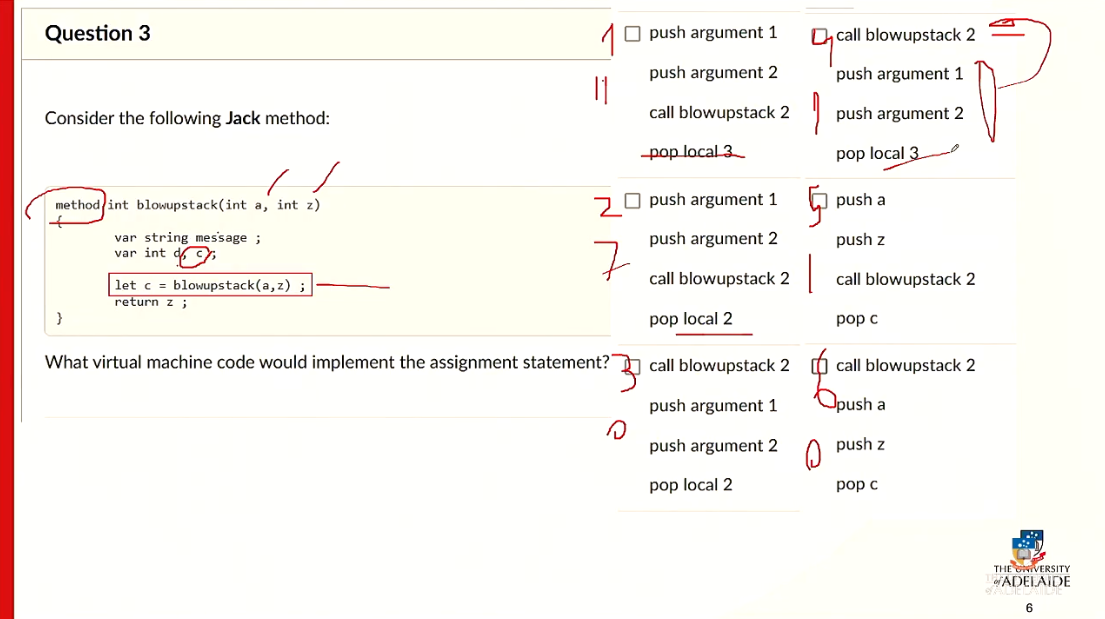 Question 3
Consider the following Jack method:
method int blowupstack(int a, int z)
{
var string message ;
var int d, c ;
let c = blowupstack(a,z) ;
return z ;
}
What virtual machine code would implement the assignment statement?
1
11
push argument 1
push argument 2
call blowupstack 2
pop local 3
2
7
push argument 1
push argument 2
call blowupstack 2
pop local 2
3
0
call blowupstack 2
push argument 1
push argument 2
pop local 2
4
1
call blowupstack 2
push argument 1
push argument 2
pop local 3
5
1
push a
push z
call blowupstack 2
pop c
6
0
call blowupstack 2
push a
push z
pop c
THE UNIVERSITY
of ADELAIDE
6